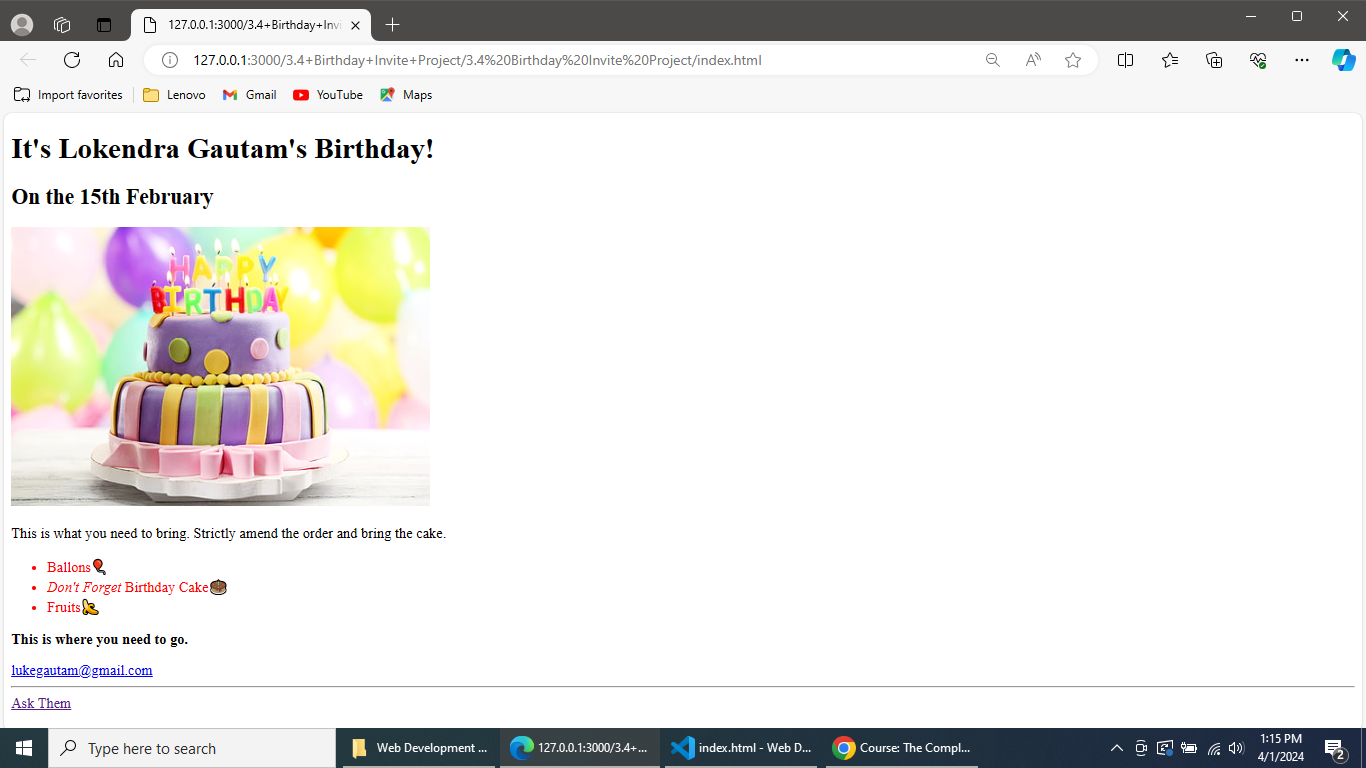 127.0.0.1:3000/3.4+Birthday+Invi
127.0.0.1:3000/3.4+Birthday+Invite+Project/3.4%20Birthday%20Invite%20Project/index.html
Import favorites Lenovo Gmail YouTube Maps
It's Lokendra Gautam's Birthday!
On the 15th February
HAPPY
BIRTHDAY
This is what you need to bring. Strictly amend the order and bring the cake.
Ballons🎈
Don't Forget Birthday Cake🎂
Fruits🍌
This is where you need to go.
lukegautam@gmail.com
Ask Them
Type here to search
Web Development ...
127.0.0.1:3000/3.4+...
index.html - Web D...
Course: The Compl...
1:15 PM
4/1/2024
2